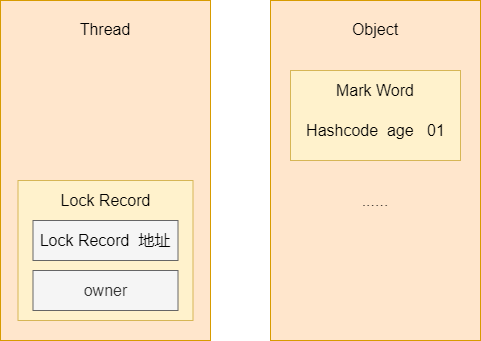 Thread
Lock Record
Lock Record 地址
owner
Object
Mark Word
Hashcode age 01
......